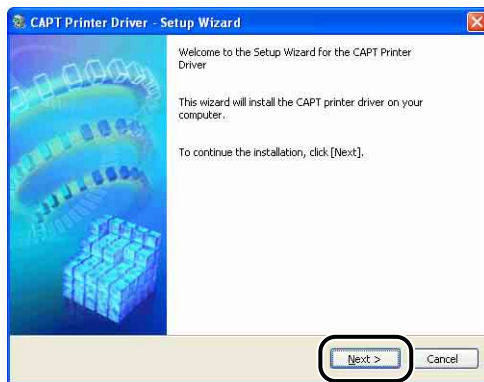 CAPT Printer Driver - Setup Wizard
Welcome to the Setup Wizard for the CAPT Printer
Driver
This wizard will install the CAPT printer driver on your
computer.
To continue the installation, click [Next].
Next > Cancel